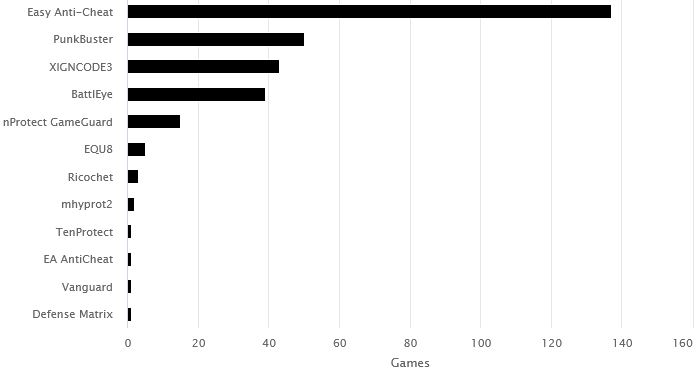 Easy Anti-Cheat
PunkBuster
XIGNCODE3
BattlEye
nProtect GameGuard
EQU8
Ricochet
mhyprot2
TenProtect
EA AntiCheat
Vanguard
Defense Matrix
0 20 40 60 80 100 120 140 160
Games